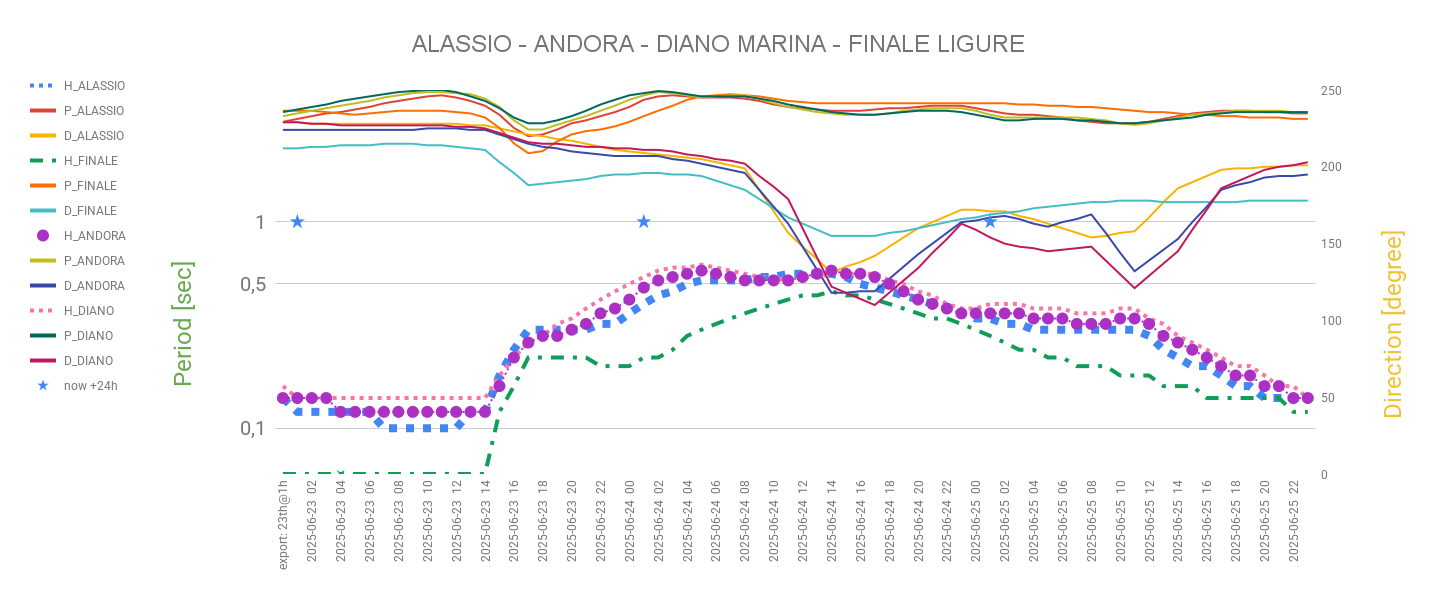 ALASSIO - ANDORA - DIANO MARINA - FINALE LIGURE
H_ALASSIO
P_ALASSIO
D_ALASSIO
H_FINALE
P_FINALE
D_FINALE
H_ANDORA
P_ANDORA
D_ANDORA
H_DIANO
P_DIANO
D_DIANO
now +24h
Period [sec]
1
0,5
0,1
250
200
150
100
50
0
Direction [degree]
export: 23th@1h
2025-06-23 02
2025-06-23 04
2025-06-23 06
2025-06-23 08
2025-06-23 10
2025-06-23 12
2025-06-23 14
2025-06-23 16
2025-06-23 18
2025-06-23 20
2025-06-23 22
2025-06-24 00
2025-06-24 02
2025-06-24 04
2025-06-24 06
2025-06-24 08
2025-06-24 10
2025-06-24 12
2025-06-24 14
2025-06-24 16
2025-06-24 18
2025-06-24 20
2025-06-24 22
2025-06-25 00
2025-06-25 02
2025-06-25 04
2025-06-25 06
2025-06-25 08
2025-06-25 10
2025-06-25 12
2025-06-25 14
2025-06-25 16
2025-06-25 18
2025-06-25 20
2025-06-25 22